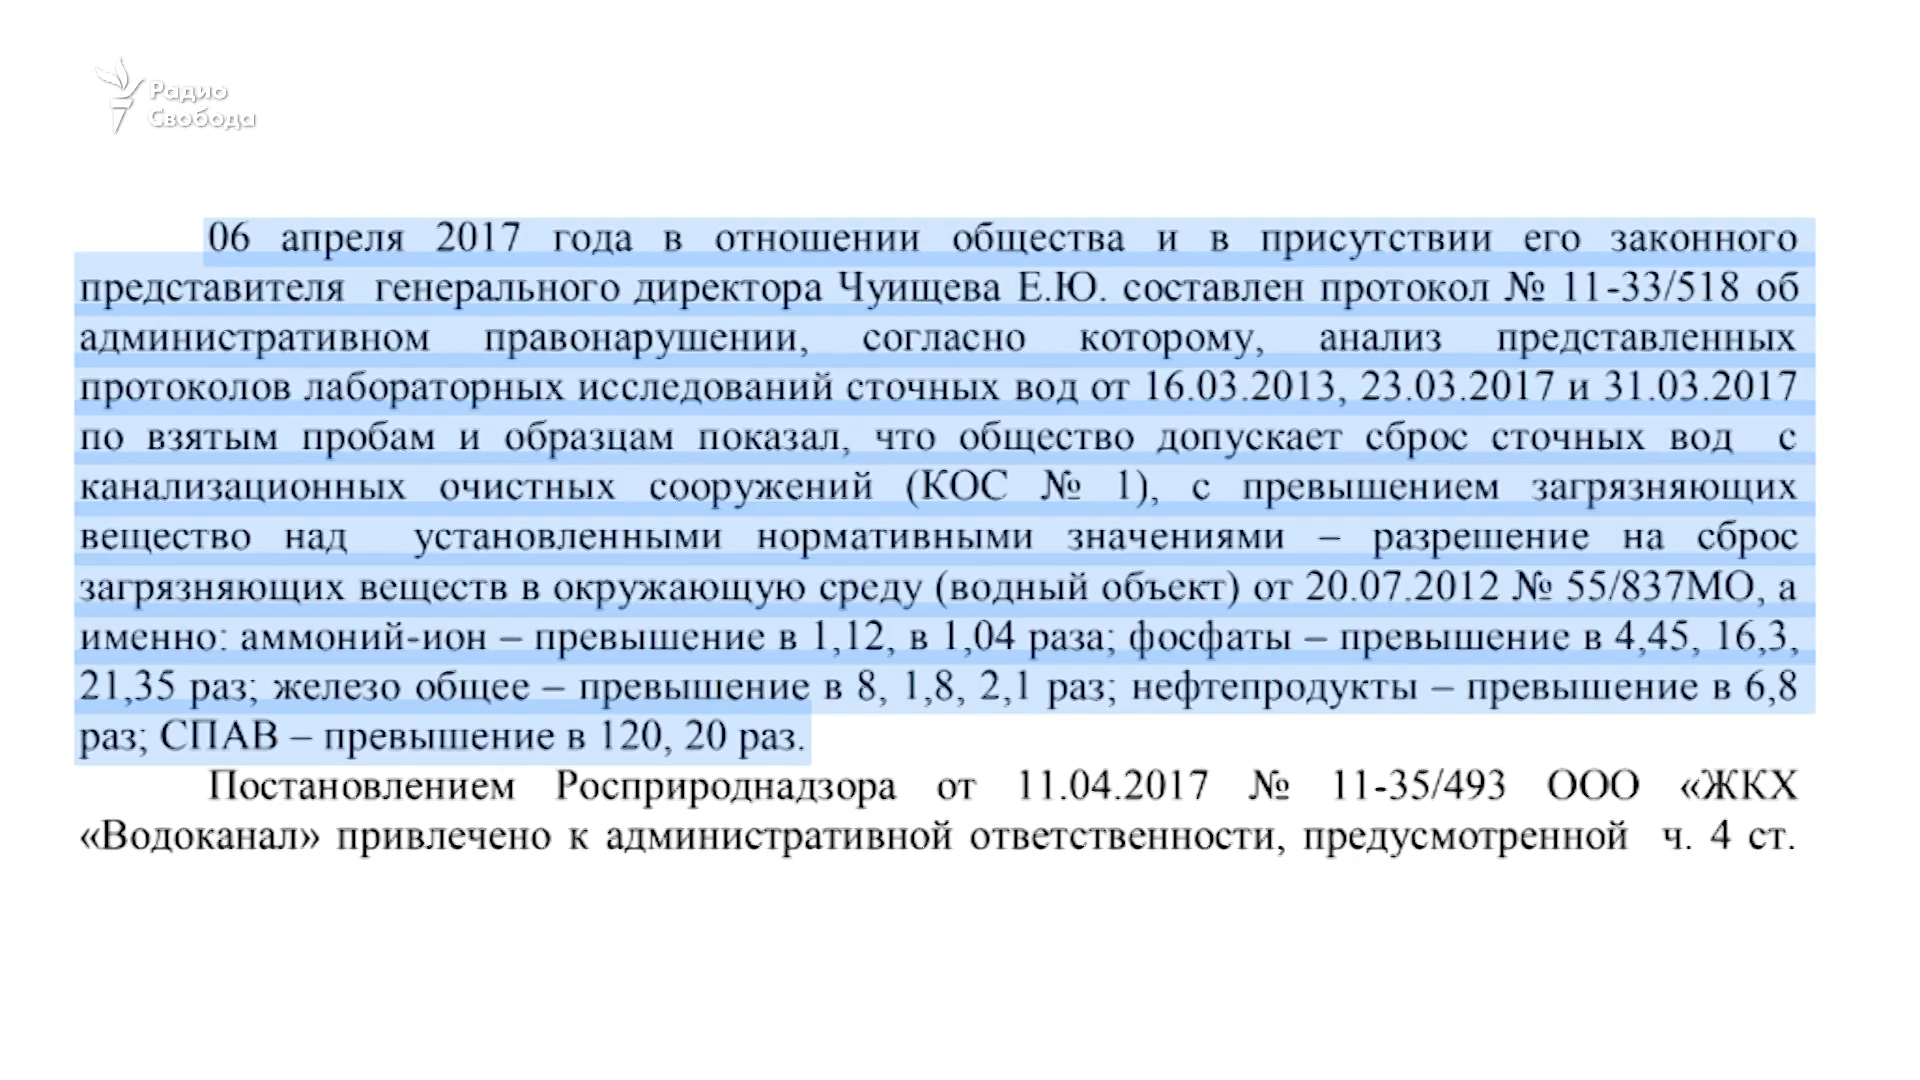 Радио
Свобода
06 апреля 2017 года в отношении общества и в присутствии его законного
представителя генерального директора Чуищева Е.Ю. составлен протокол № 11-33/518 об
административном правонарушении, согласно которому, анализ представленных
протоколов лабораторных исследований сточных вод от 16.03.2013, 23.03.2017 и 31.03.2017
по взятым пробам и образцам показал, что общество допускает сброс сточных вод с
канализационных очистных сооружений (КОС № 1), с превышением загрязняющих
вещество над установленными нормативными значениями – разрешение на сброс
загрязняющих веществ в окружающую среду (водный объект) от 20.07.2012 № 55/837МО, а
именно: аммоний-ион – превышение в 1,12, в 1,04 раза; фосфаты – превышение в 4,45, 16,3,
21,35 раз; железо общее – превышение в 8, 1,8, 2,1 раз; нефтепродукты – превышение в 6,8
раз; СПАВ – превышение в 120, 20 раз.
Постановлением Росприроднадзора от 11.04.2017 № 11-35/493 ООО «ЖКХ
«Водоканал» привлечено к административной ответственности, предусмотренной ч. 4 ст.